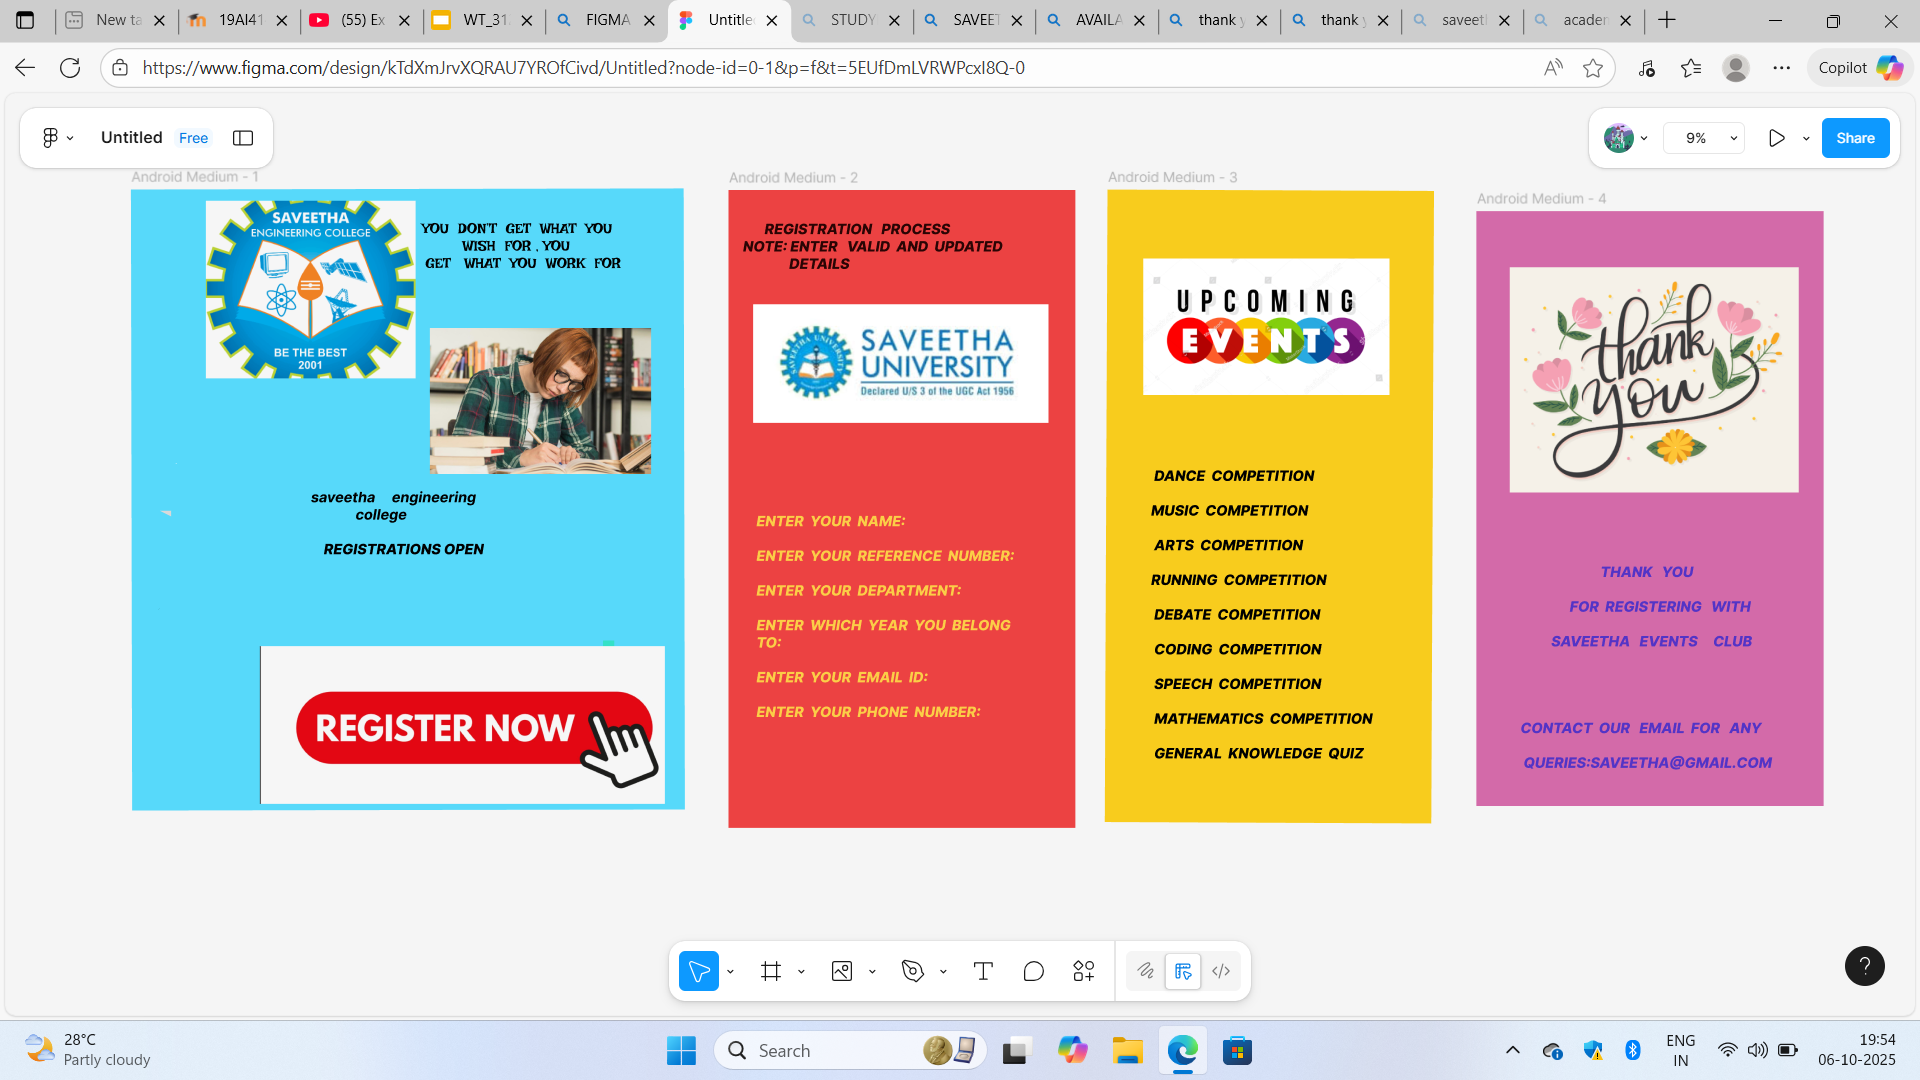 New ta
19AI41
(55) Ex
WT_31
FIGMA
Untitle
STUDY
SAVEET
AVAILA
thank y
thank y
saveeth
acader
https://www.figma.com/design/kTdXmJrvXQRAU7YROfCivd/Untitled?node-id=0-1&p=f&t=5EUfDmLVRWPcxI8Q-0
Copilot
Untitled
Free
9%
Share
Android Medium - 1
SAVEETHA
ENGINEERING COLLEGE
BE THE BEST
2001
YOU DON'T GET WHAT YOU
WISH FOR , YOU
GET WHAT YOU WORK FOR
saveetha engineering
college
REGISTRATIONS OPEN
REGISTER NOW
Android Medium - 2
REGISTRATION PROCESS
NOTE: ENTER VALID AND UPDATED
DETAILS
SAVEETHA
UNIVERSITY
Declared U/S 3 of the UGC Act 1956
ENTER YOUR NAME:
ENTER YOUR REFERENCE NUMBER:
ENTER YOUR DEPARTMENT:
ENTER WHICH YEAR YOU BELONG
TO:
ENTER YOUR EMAIL ID:
ENTER YOUR PHONE NUMBER:
Android Medium - 3
UPCOMING
EVENTS
DANCE COMPETITION
MUSIC COMPETITION
ARTS COMPETITION
RUNNING COMPETITION
DEBATE COMPETITION
CODING COMPETITION
SPEECH COMPETITION
MATHEMATICS COMPETITION
GENERAL KNOWLEDGE QUIZ
Android Medium - 4
thank
you
THANK YOU
FOR REGISTERING WITH
SAVEETHA EVENTS CLUB
CONTACT OUR EMAIL FOR ANY
QUERIES:SAVEETHA@GMAIL.COM
28°C
Partly cloudy
Search
ENG
IN
19:54
06-10-2025